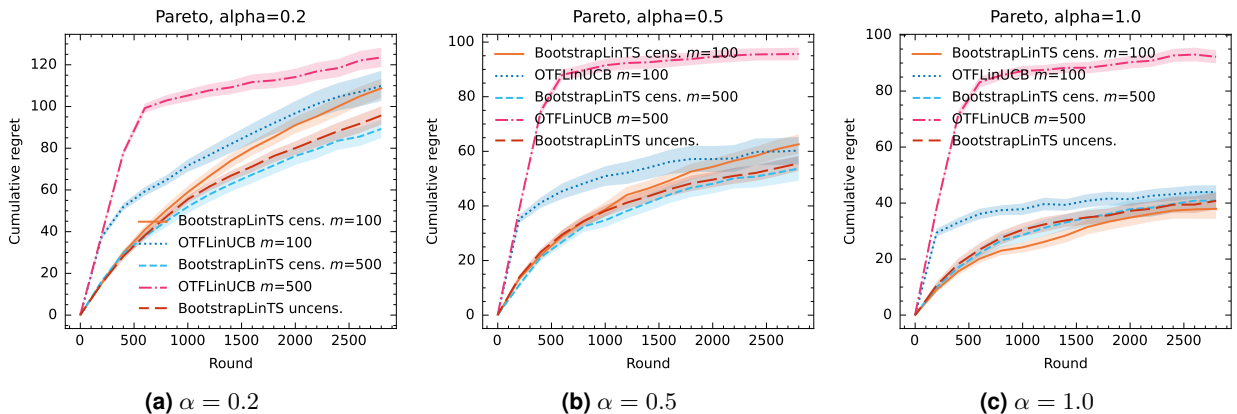 Pareto, alpha=0.2
Cumulative regret
120
100
80
60
40
20
0
BootstrapLinTS cens. m=100
OTFLinUCB m=100
BootstrapLinTS cens. m=500
OTFLinUCB m=500
BootstrapLinTS uncens.
0 500 1000 1500 2000 2500
Round
(a) α = 0.2
Pareto, alpha=0.5
Cumulative regret
100
80
60
40
20
0
BootstrapLinTS cens. m=100
OTFLinUCB m=100
BootstrapLinTS cens. m=500
OTFLinUCB m=500
BootstrapLinTS uncens.
0 500 1000 1500 2000 2500
Round
(b) α = 0.5
Pareto, alpha=1.0
Cumulative regret
100
80
60
40
20
0
BootstrapLinTS cens. m=100
OTFLinUCB m=100
BootstrapLinTS cens. m=500
OTFLinUCB m=500
BootstrapLinTS uncens.
0 500 1000 1500 2000 2500
Round
(c) α = 1.0